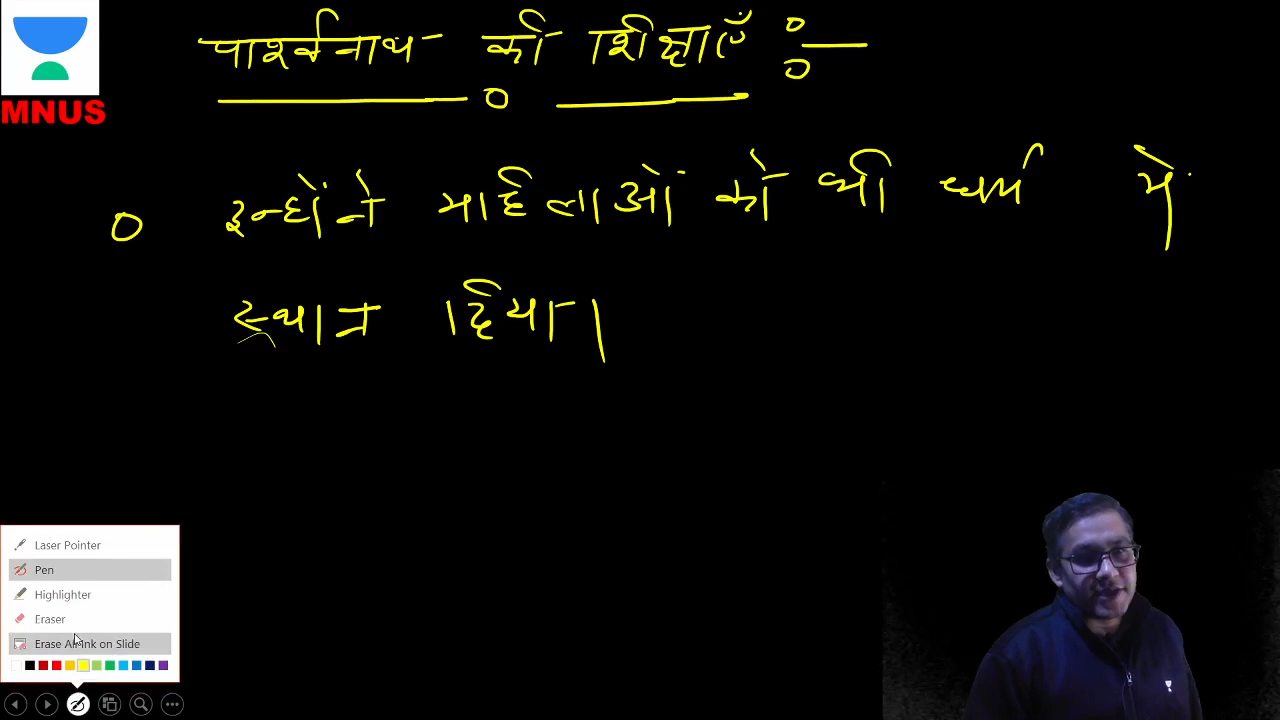 MNUS
पार्श्वनाथ की शिक्षाएँ :-
इन्होंने महिलाओं को भी धर्म में
स्थान दिया।
Laser Pointer
Pen
Highlighter
Eraser
Erase All Ink on Slide